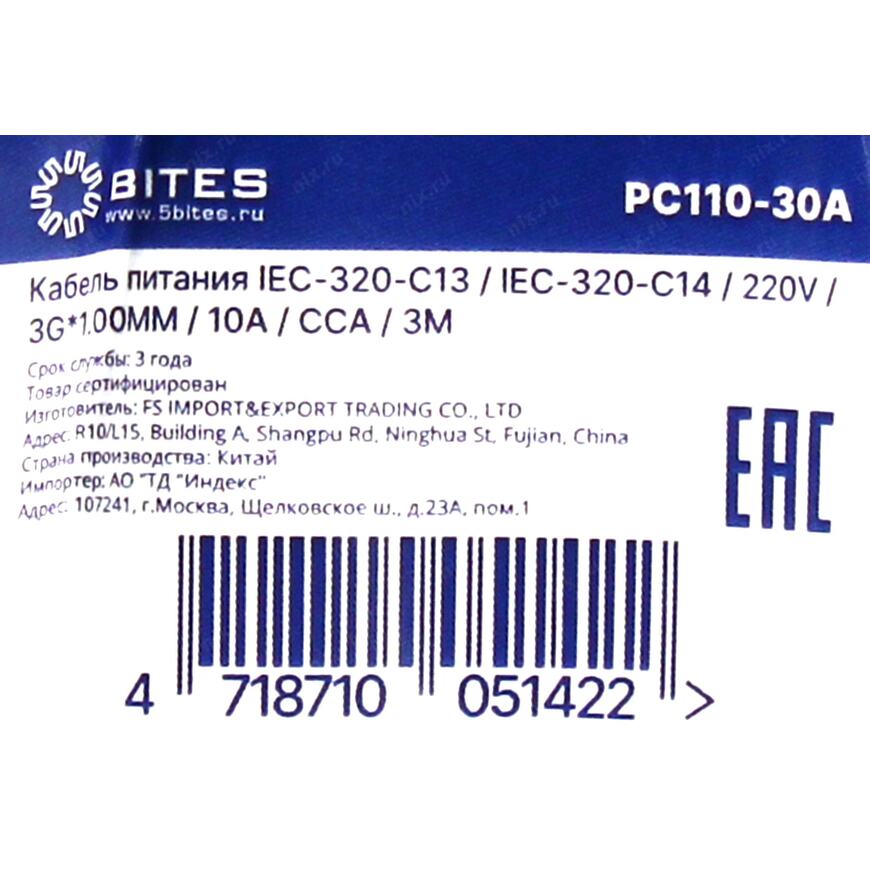 BITES
www.5bites.ru
PC110-30A
Кабель питания IEC-320-C13 / IEC-320-C14 / 220V /
3G*1.00MM / 10A / CCA / 3M
Срок службы: 3 года
Товар сертифицирован
Изготовитель: FS IMPORT&EXPORT TRADING CO., LTD
Адрес: R10/L15, Building A, Shangpu Rd, Ninghua St, Fujian, China
Страна производства: Китай
Импортер: АО "ТД "Индекс"
Адрес: 107241, г.Москва, Щелковское ш., д.23А, пом.1
EAC
4 718710 051422 >